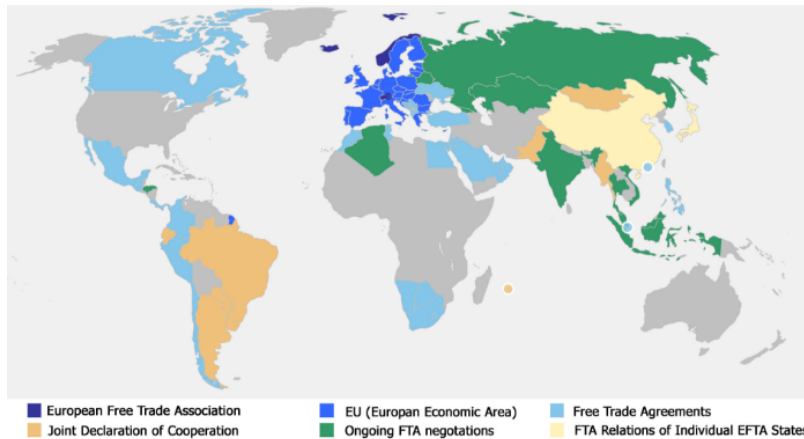 European Free Trade Association
EU (Europan Economic Area)
Free Trade Agreements
Joint Declaration of Cooperation
Ongoing FTA negotations
FTA Relations of Individual EFTA States